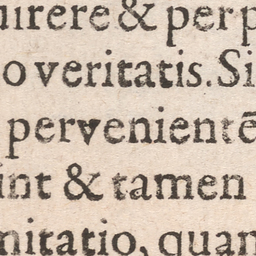 uirere & perp
o veritatis. Si
pervenientē
int & tamen
nitatio, quan